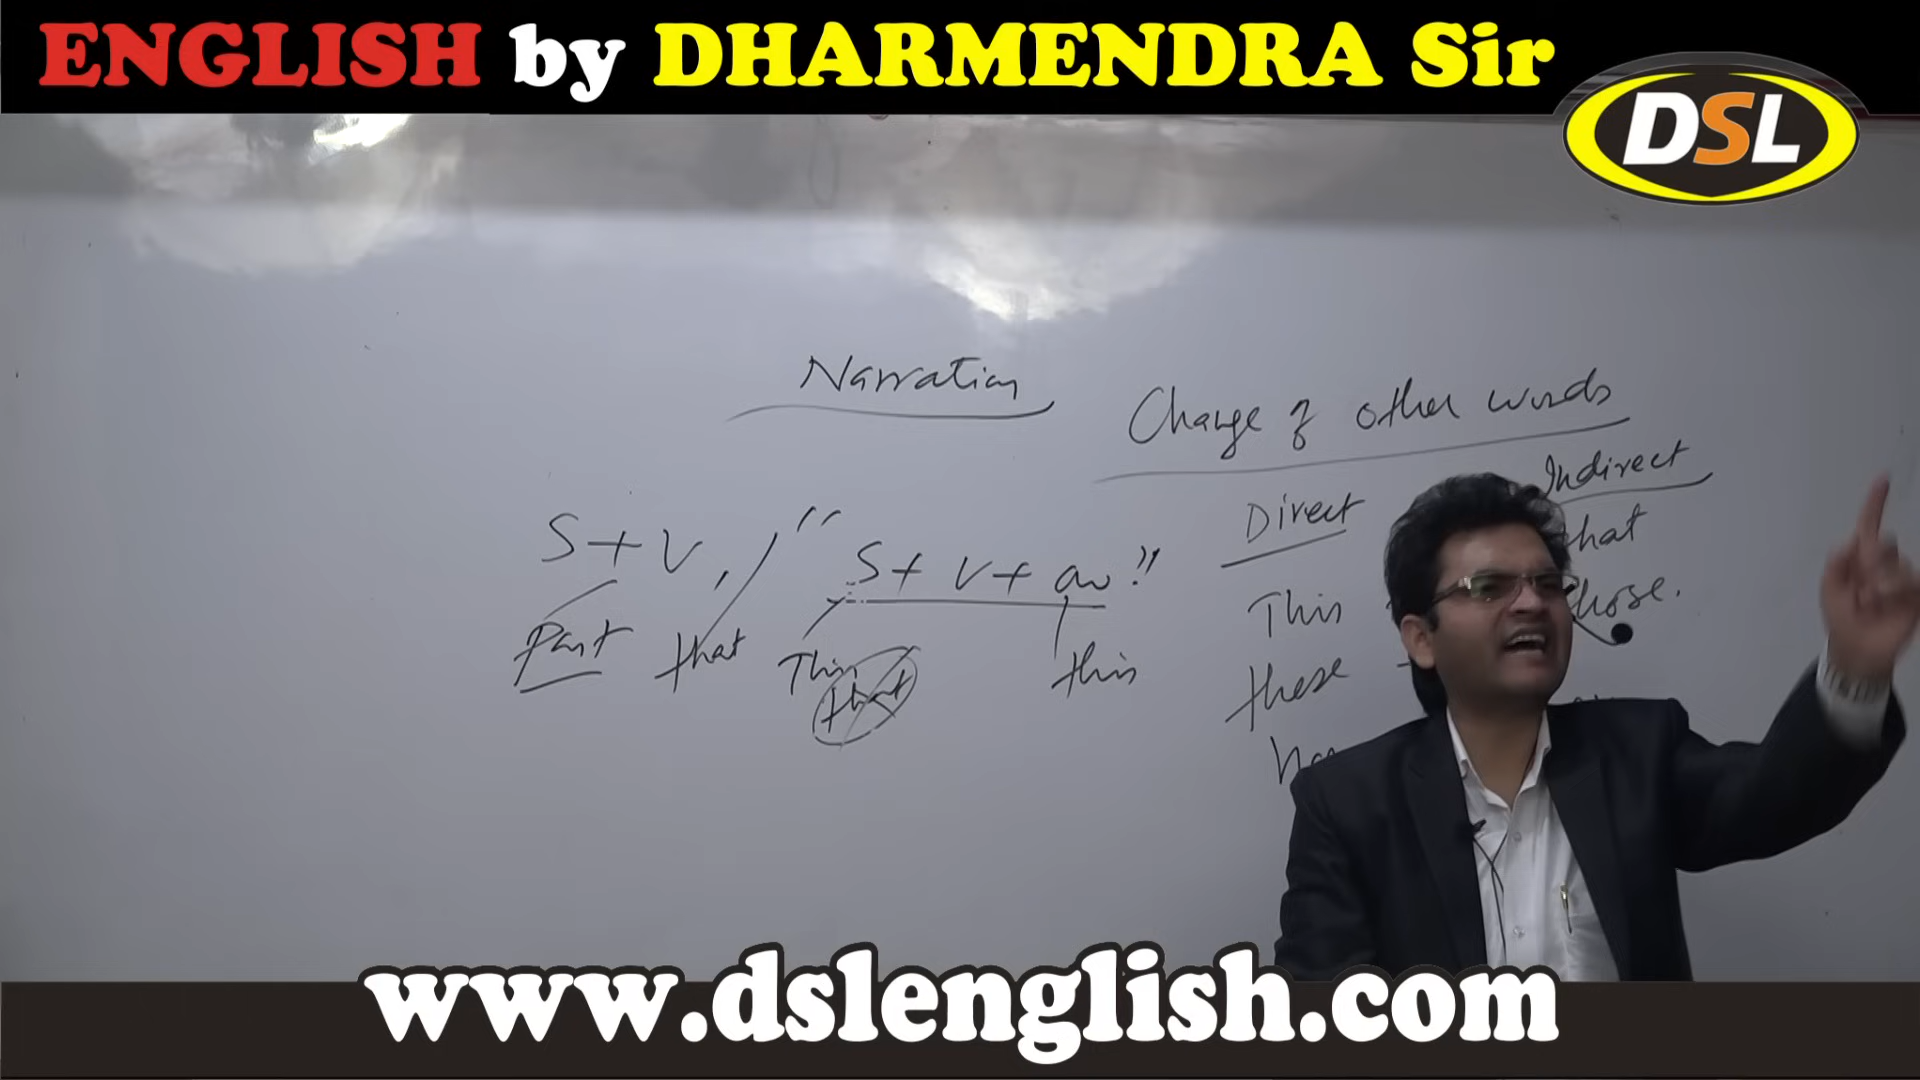 ENGLISH by DHARMENDRA Sir
DSL
Narration
Change of other words
Direct Indirect
S + V, " S + V + aw."
that
Past that This this
that
This those.
these
www.dslenglish.com